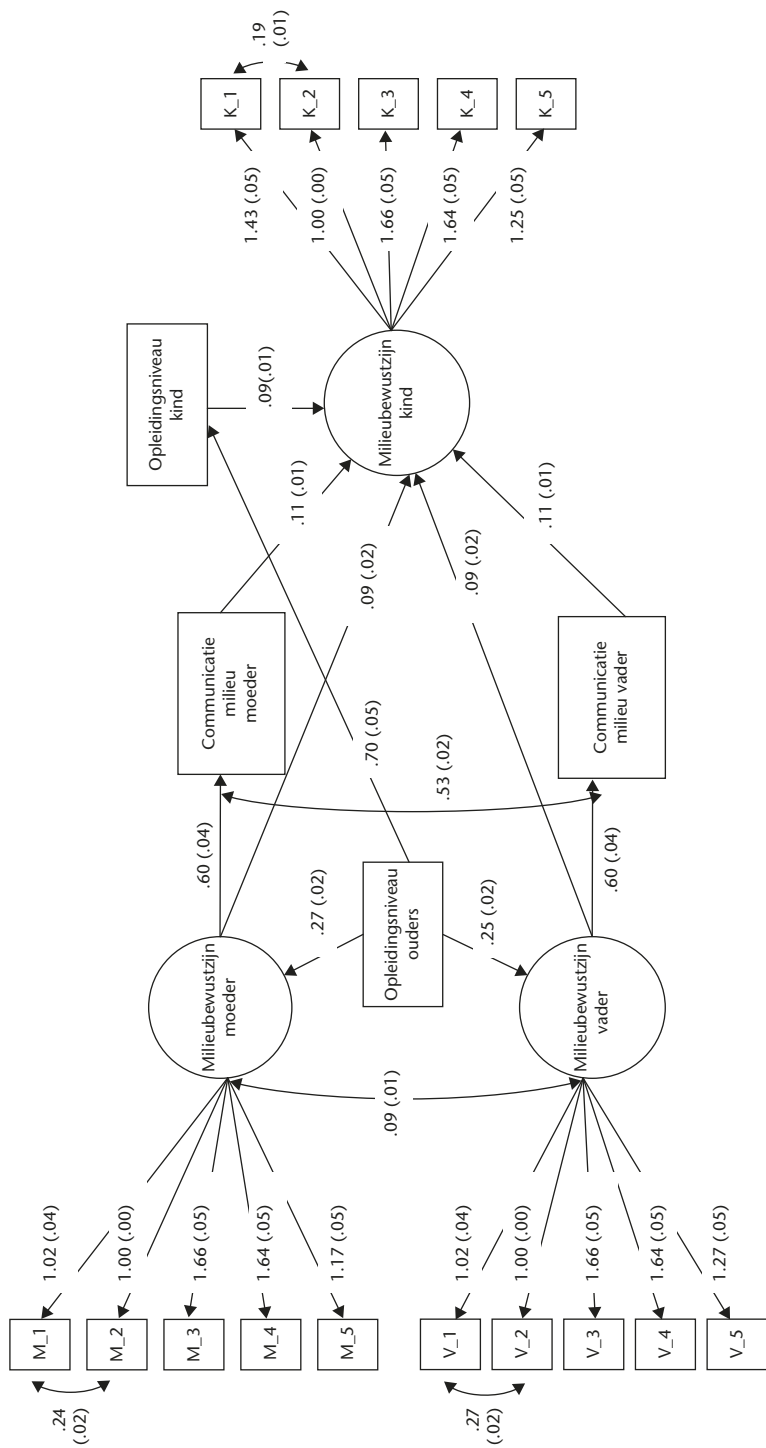 .24
(.02)
M_1
M_2
M_3
M_4
M_5
1.02 (.04)
1.00 (.00)
1.66 (.05)
1.64 (.05)
1.17 (.05)
Milieubewustzijn
moeder
.27
(.02)
V_1
V_2
V_3
V_4
V_5
1.02 (.04)
1.00 (.00)
1.66 (.05)
1.64 (.05)
1.27 (.05)
Milieubewustzijn
vader
.09 (.01)
.27 (.02)
.25 (.02)
Opleidingsniveau
ouders
.60 (.04)
.60 (.04)
.53 (.02)
.70 (.05)
Communicatie
milieu
moeder
Communicatie
milieu vader
.09 (.02)
.09 (.02)
.11 (.01)
.11 (.01)
Opleidingsniveau
kind
.09(.01)
Milieubewustzijn
kind
1.43 (.05)
1.00 (.00)
1.66 (.05)
1.64 (.05)
1.25 (.05)
K_1
K_2
K_3
K_4
K_5
.19
(.01)